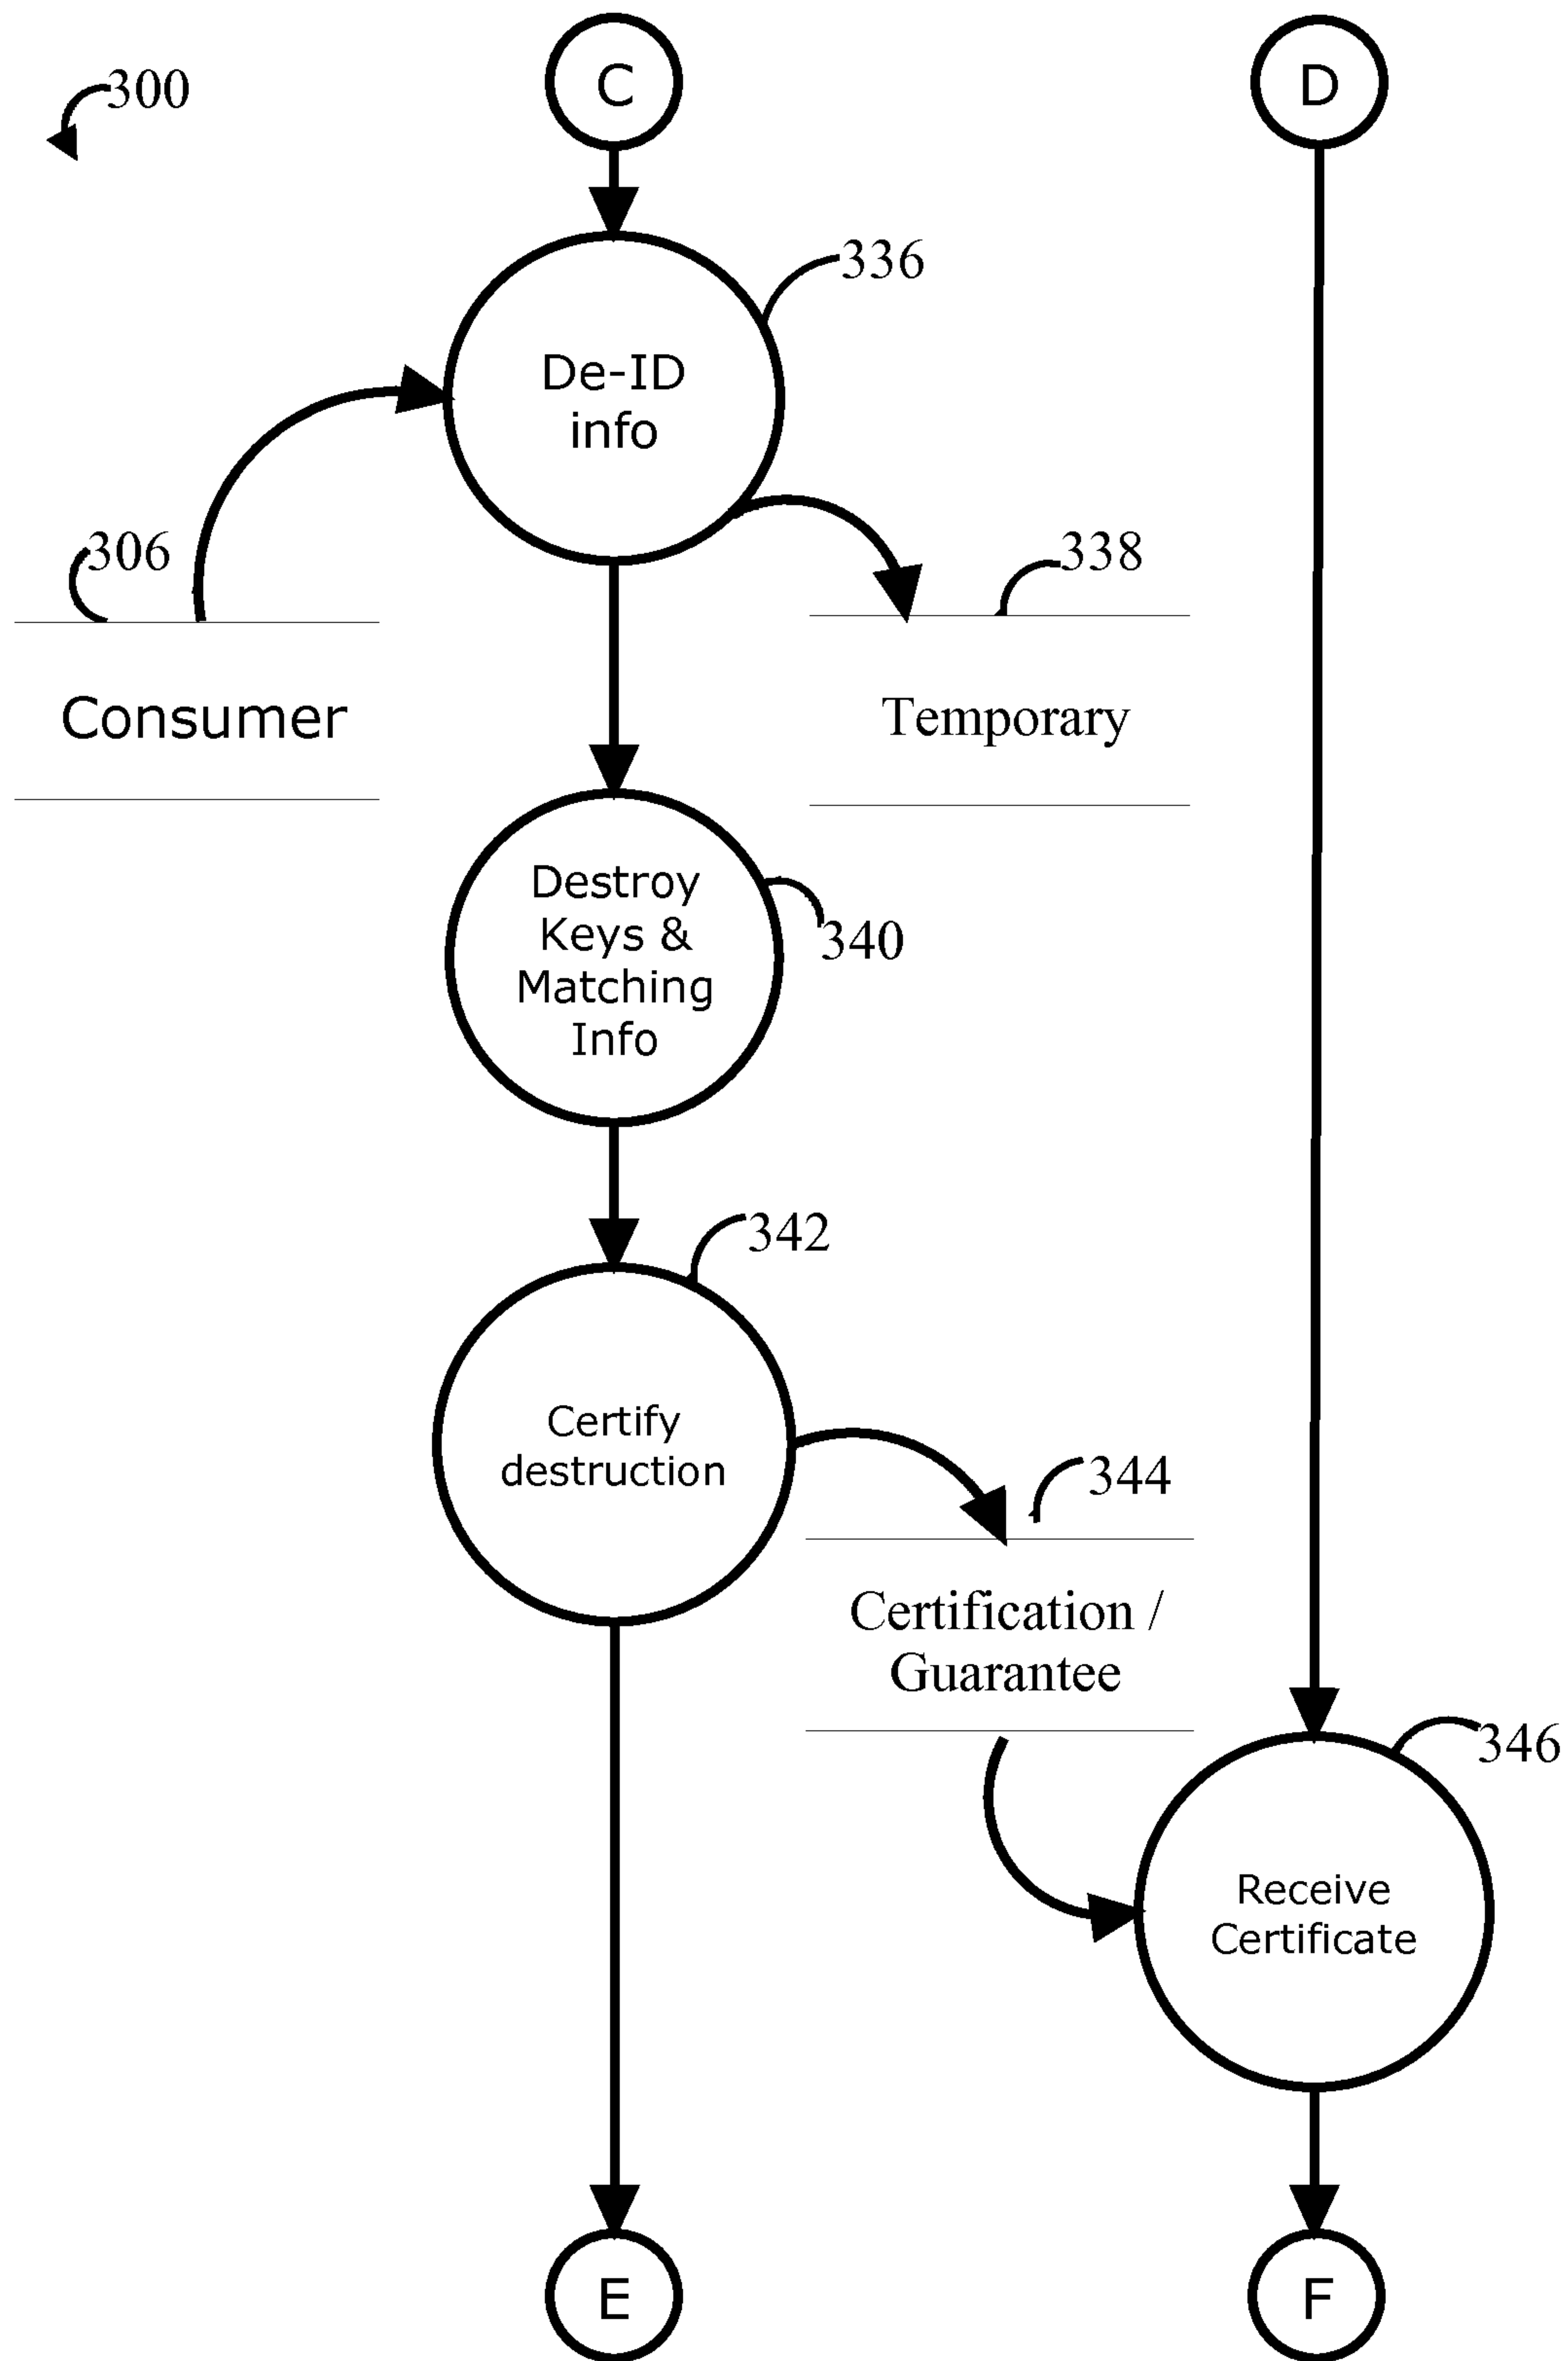 300
C
D
336
De-ID
info
306
338
Consumer
Temporary
Destroy
Keys &
Matching
Info
340
342
Certify
destruction
344
Certification /
Guarantee
346
Receive
Certificate
E
F